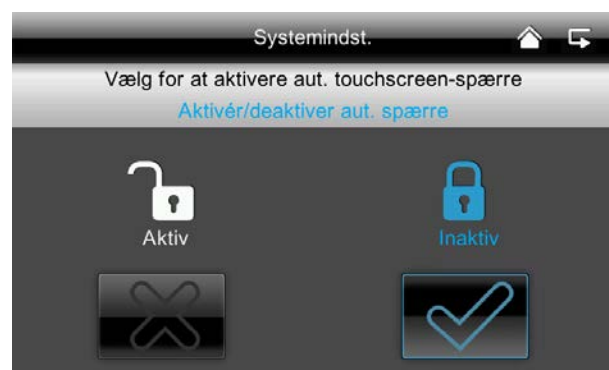 Systemindst.
Vælg for at aktivere aut. touchscreen-spærre
Aktivér/deaktiver aut. spærre
Aktiv
Inaktiv